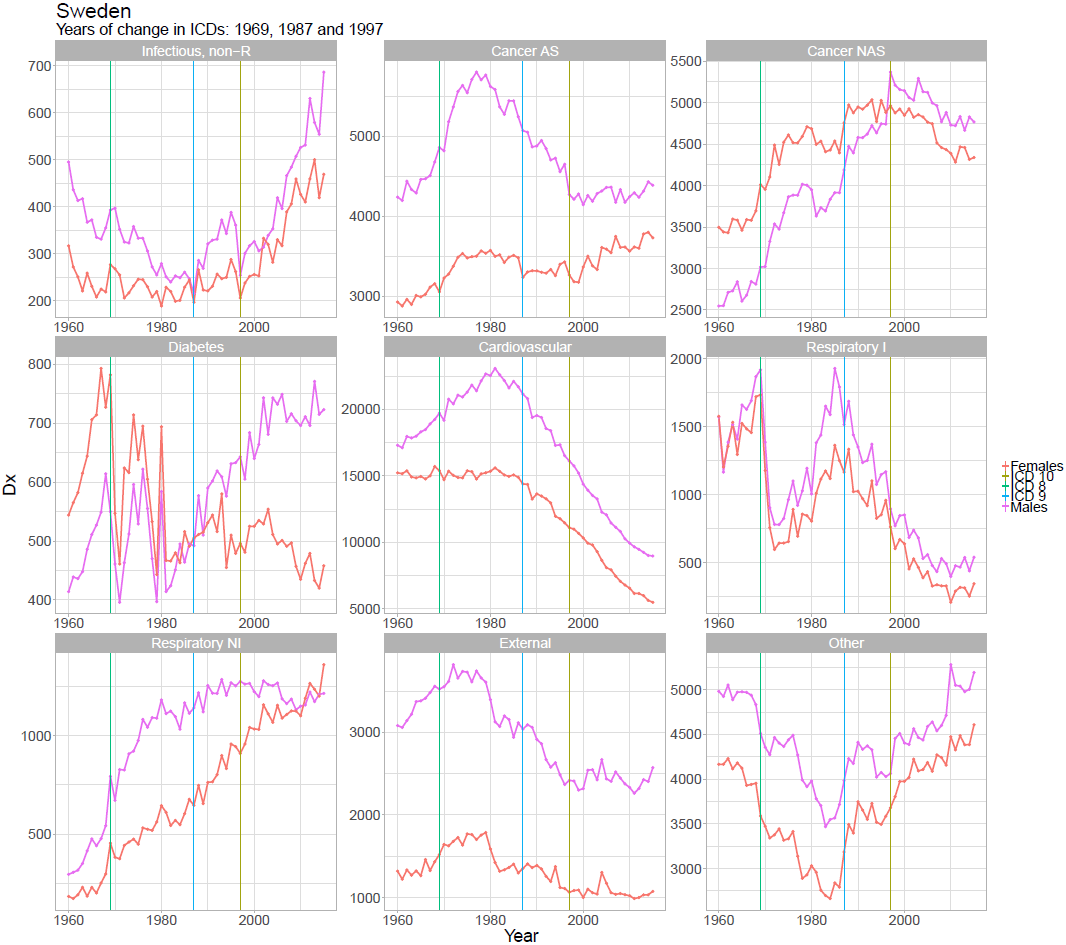 Sweden
Years of change in ICDs: 1969, 1987 and 1997
Infectious, non−R
Cancer AS
Cancer NAS
700
600
500
400
300
200
5000
4000
3000
5500
5000
4500
4000
3500
3000
2500
1960 1980 2000
1960 1980 2000
1960 1980 2000
Diabetes
Cardiovascular
Respiratory I
800
700
600
500
400
20000
15000
10000
5000
2000
1500
1000
500
1960 1980 2000
1960 1980 2000
1960 1980 2000
Respiratory NI
External
Other
1000
500
3000
2000
1000
5000
4500
4000
3500
3000
1960 1980 2000
1960 1980 2000
1960 1980 2000
Dx
Year
Females
ICD 10
ICD 8
ICD 9
Males